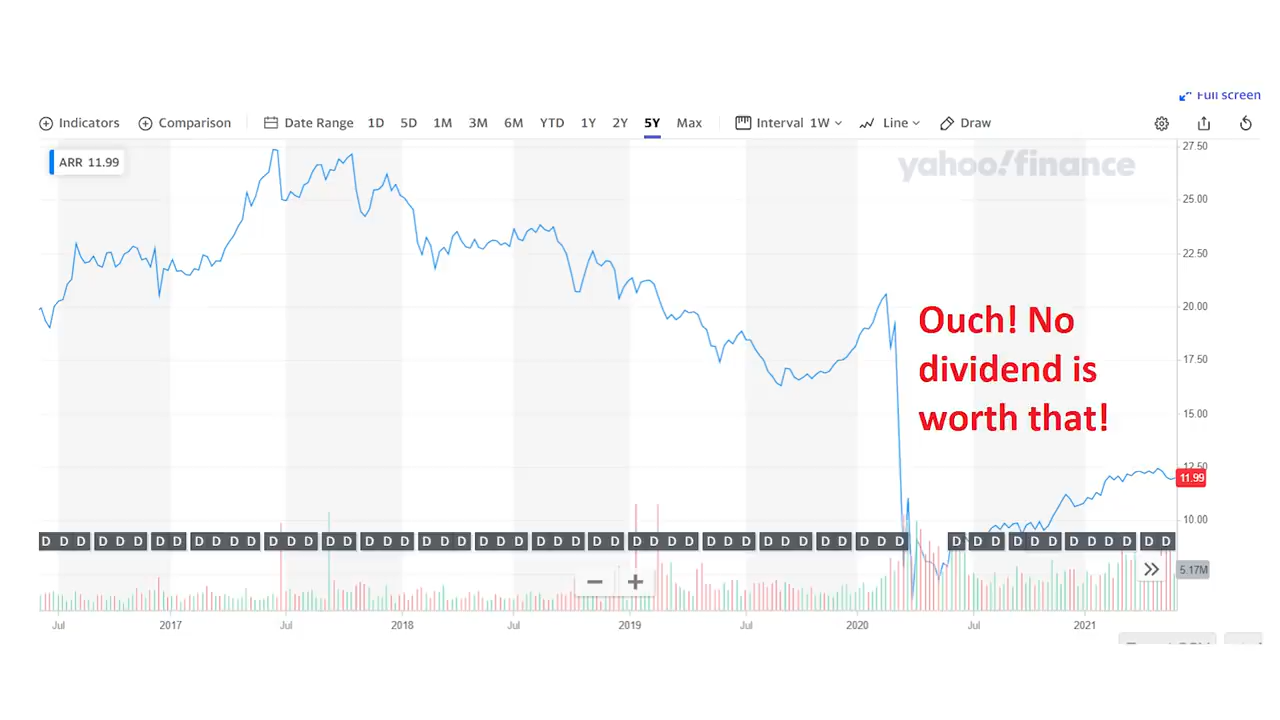 Full screen
Indicators Comparison Date Range 1D 5D 1M 3M 6M YTD 1Y 2Y 5Y Max Interval 1W Line Draw
ARR 11.99
yahoo!finance
27.50
25.00
22.50
20.00
Ouch! No
dividend is
worth that!
17.50
15.00
12.50
11.99
10.00
D D D D D D D D D D D D D D D D D D D D D D D D D D D D D D D D D D D D D D D D D D D D D D D D D D D D D D D D D D
5.17M
Jul 2017 Jul 2018 Jul 2019 Jul 2020 Jul 2021